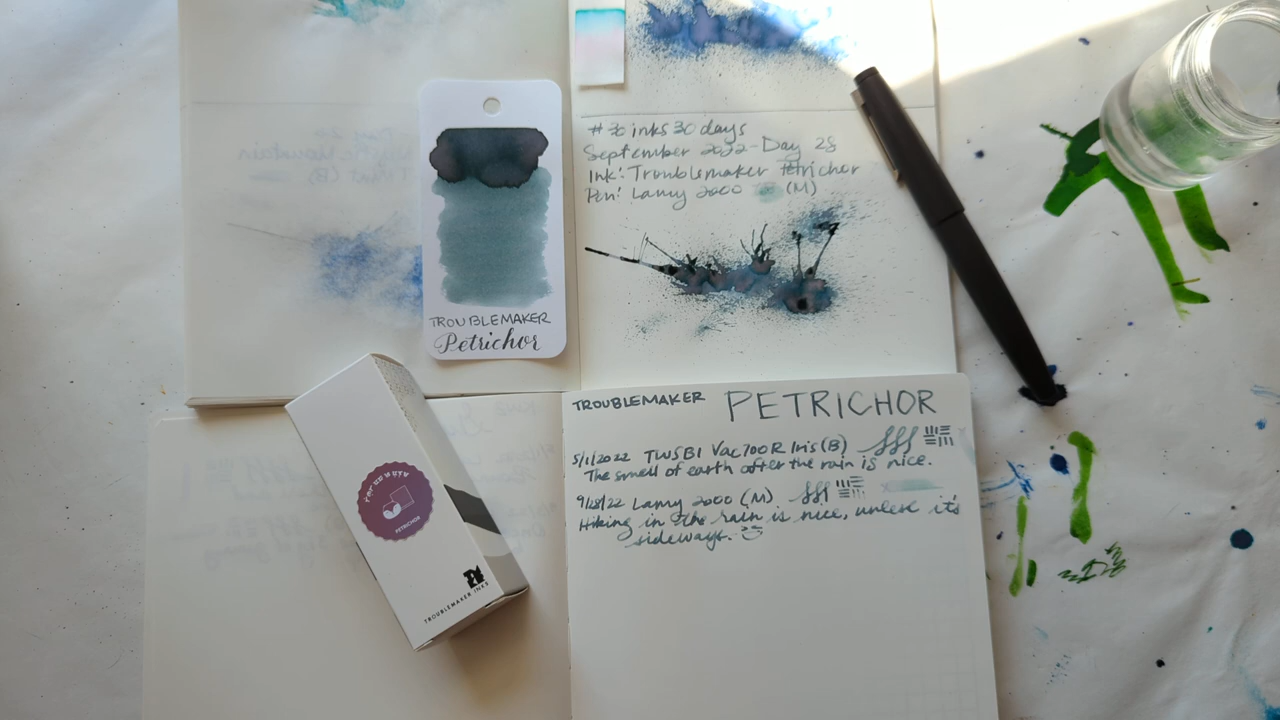 # 30 inks 30 days
September 2022 - Day 28
Ink: Troublemaker Petrichor
Pen: Lamy 2000 (M)
TROUBLEMAKER
Petrichor
PETRICHOR
TROUBLEMAKER INKS
TROUBLEMAKER PETRICHOR
5/1/2022 TWSBI Vac700R Iris (B)
The smell of earth after the rain is nice.
9/28/22 Lamy 2000 (M)
Hiking in the rain is nice, unless it's
sideways.